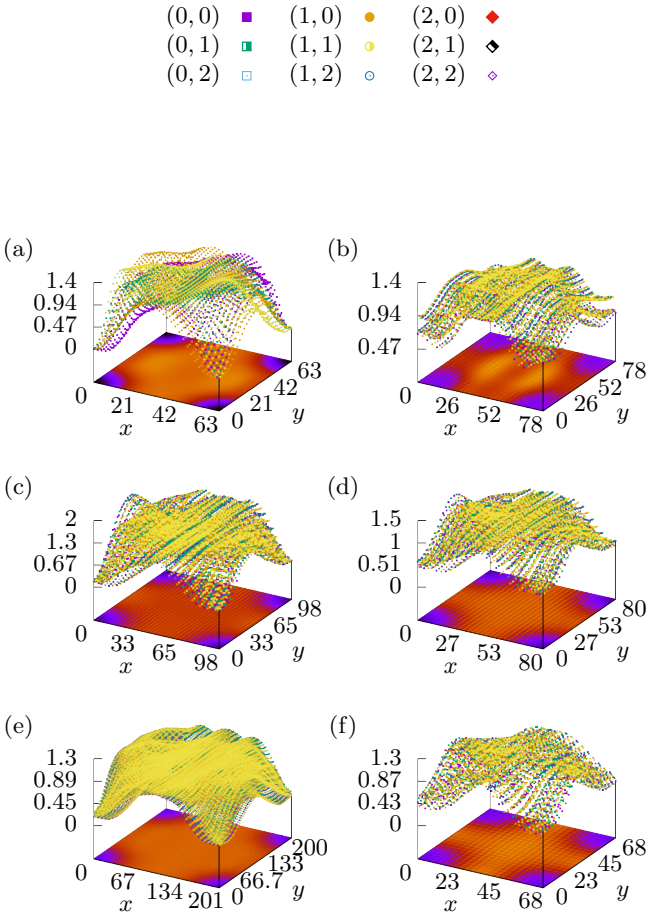 (0, 0) (1, 0) (2, 0)
(0, 1) (1, 1) (2, 1)
(0, 2) (1, 2) (2, 2)
(a)
1.4
0.94
0.47
0
0 21 42 63
x
0 21 42 63
y
(b)
1.4
0.94
0.47
0 26 52 78
x
0 26 52 78
y
(c)
2
1.3
0.67
0
0 33 65 98
x
0 33 65 98
y
(d)
1.5
1
0.51
0
0 27 53 80
x
0 27 53 80
y
(e)
1.3
0.89
0.45
0
0 67 134 201
x
0 66.7 133 200
y
(f)
1.3
0.87
0.43
0
0 23 45 68
x
0 23 45 68
y